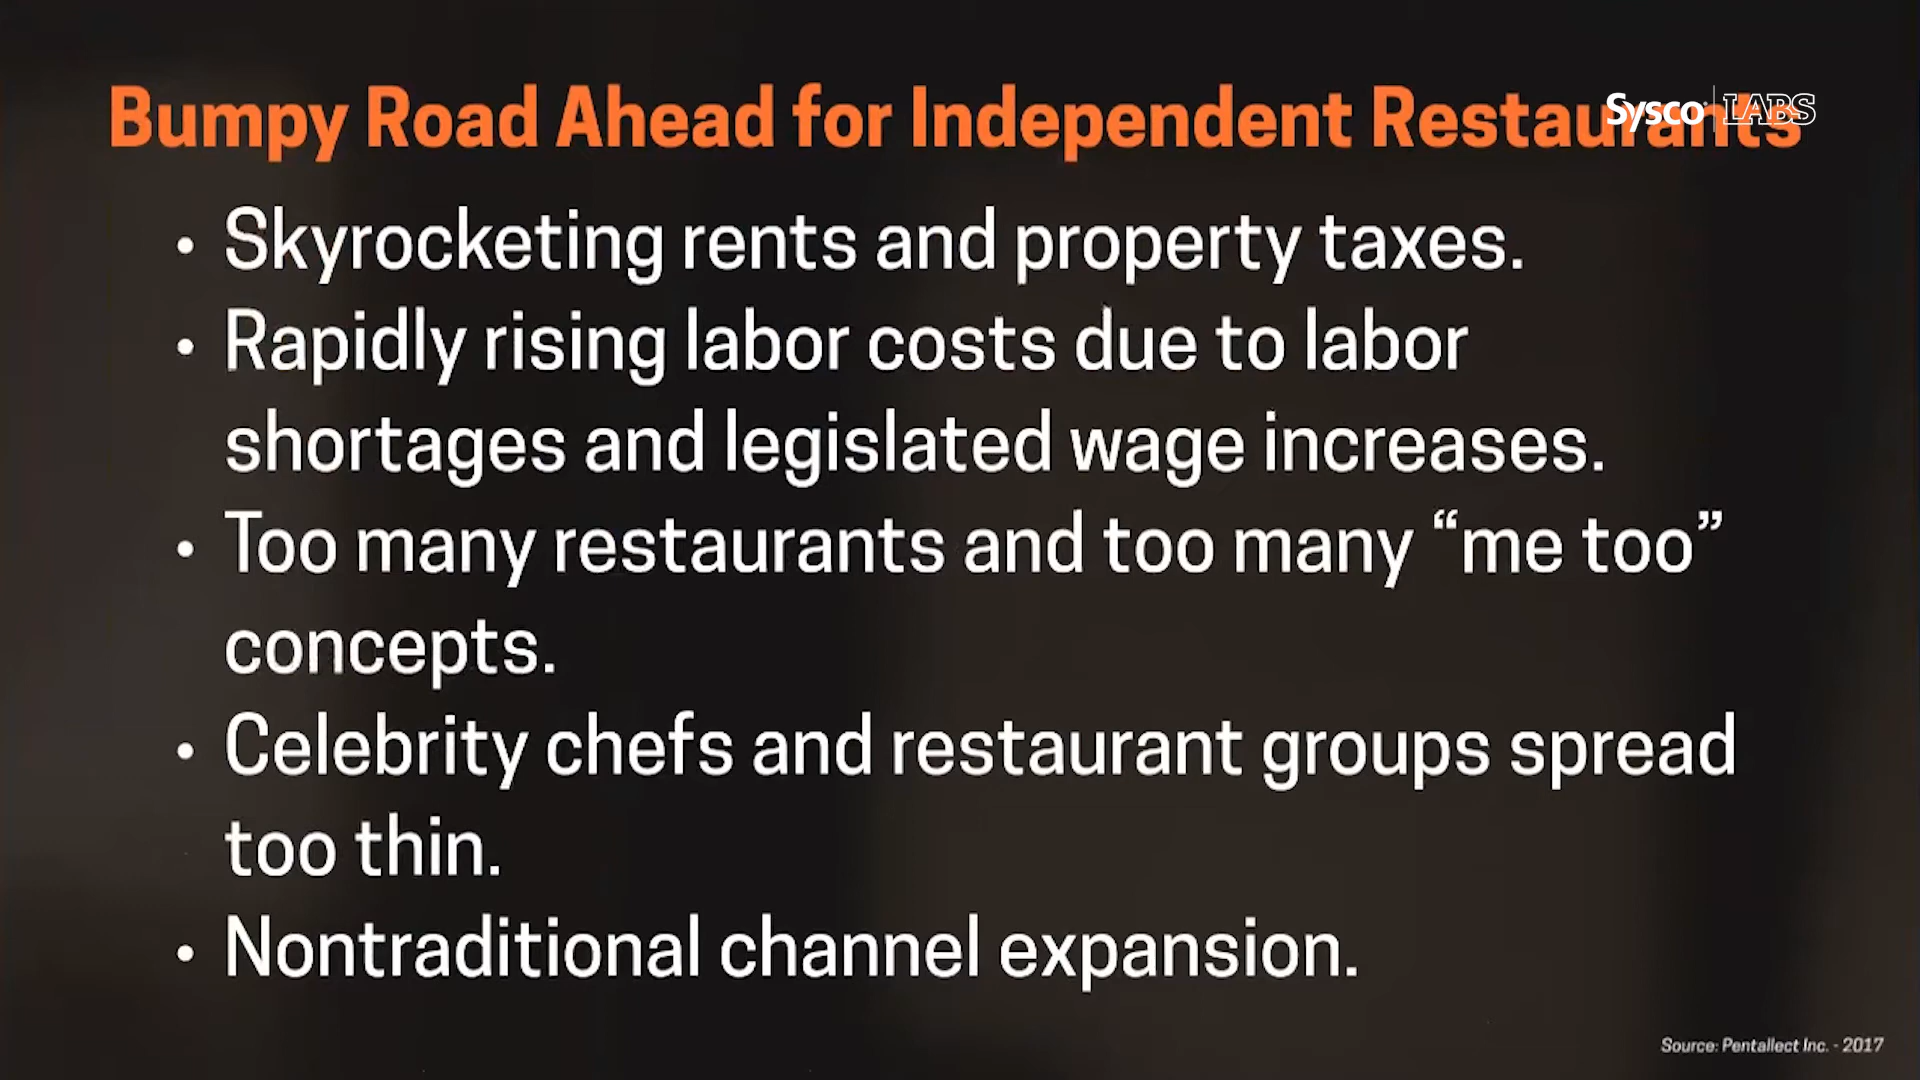 Bumpy Road Ahead for Independent Restaurants
Sysco LABS
• Skyrocketing rents and property taxes.
• Rapidly rising labor costs due to labor
shortages and legislated wage increases.
• Too many restaurants and too many “me too”
concepts.
• Celebrity chefs and restaurant groups spread
too thin.
• Nontraditional channel expansion.
Source: Pentallect Inc. - 2017